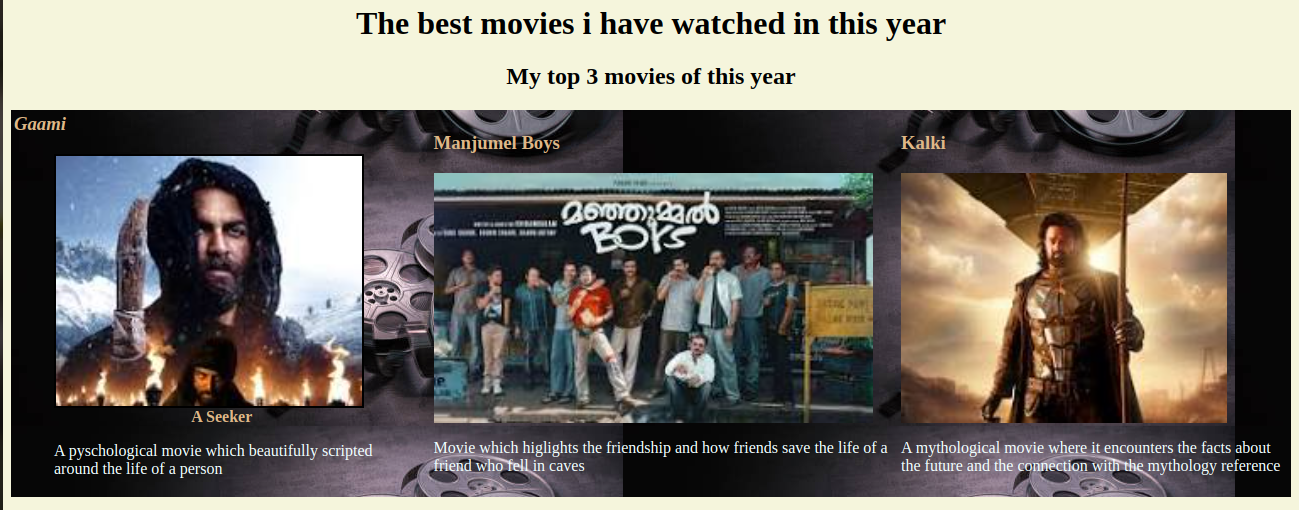 The best movies i have watched in this year
My top 3 movies of this year
Gaami
A Seeker
A pyschological movie which beautifully scripted
around the life of a person
Manjumel Boys
മഞ്ഞുമ്മൽ
BOYS
Movie which higlights the friendship and how friends save the life of a
friend who fell in caves
Kalki
A mythological movie where it encounters the facts about
the future and the connection with the mythology reference